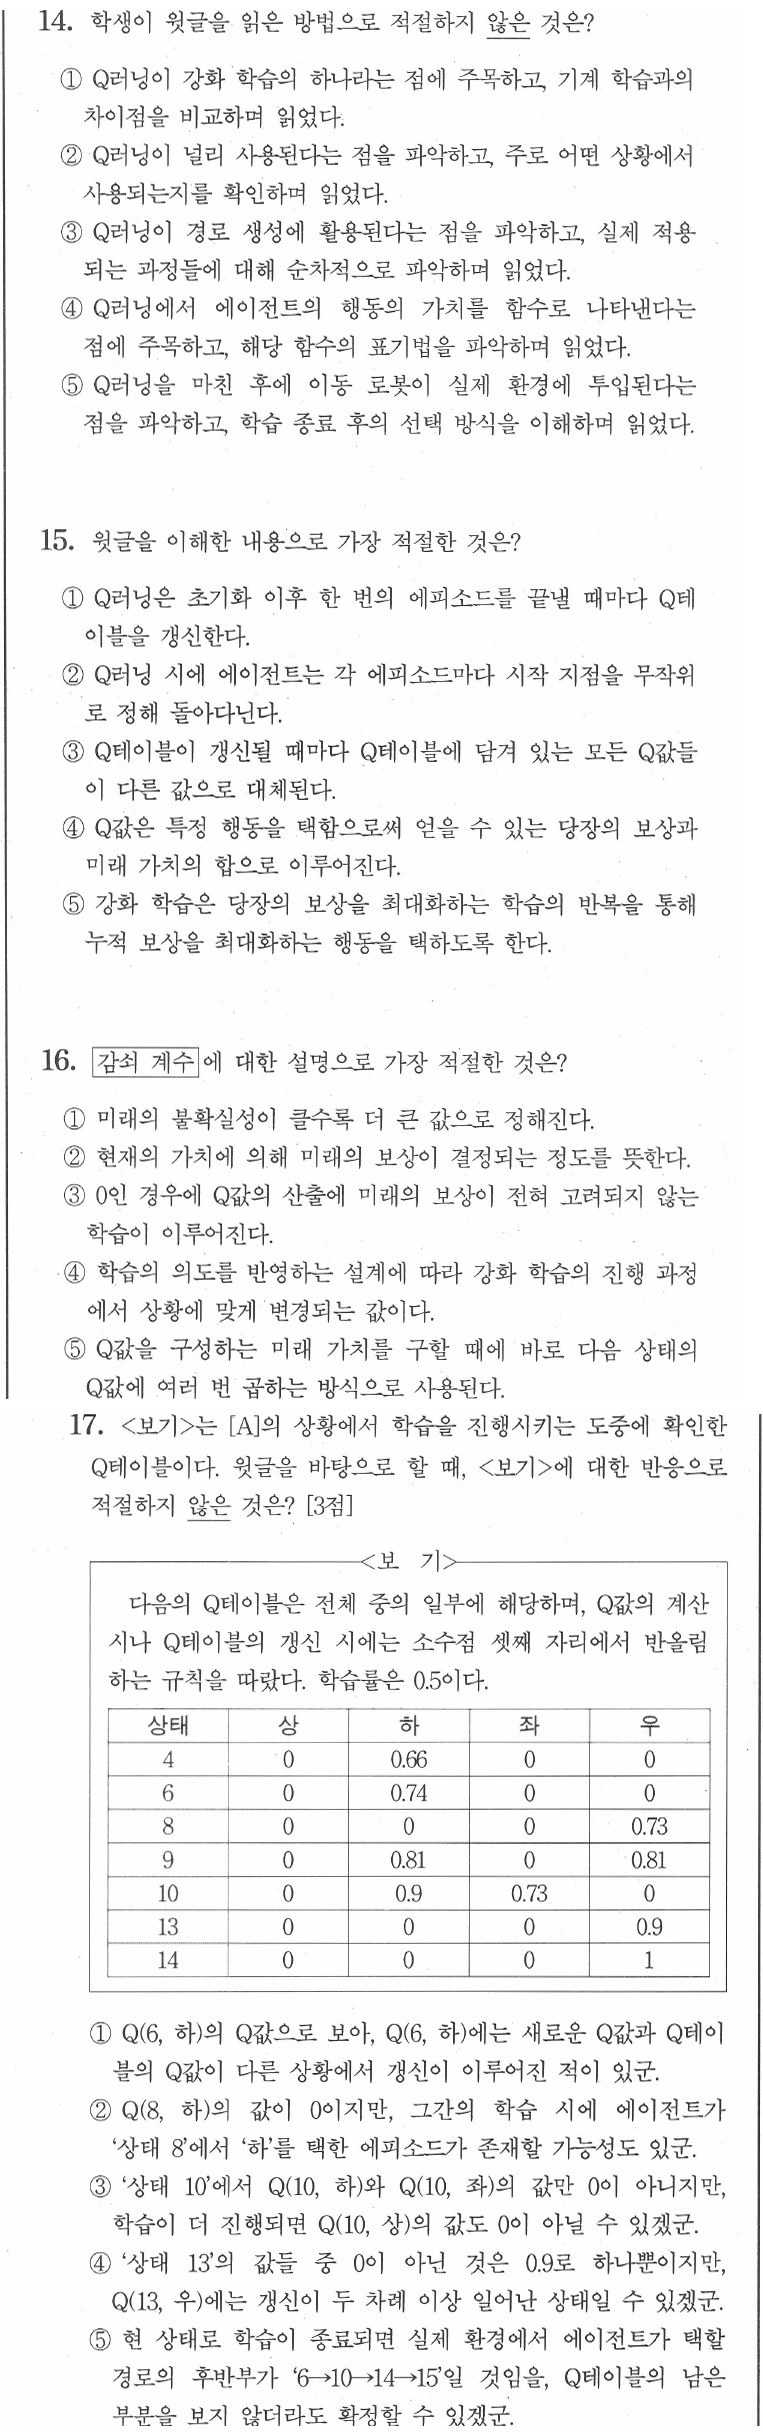 14. 학생이 윗글을 읽은 방법으로 적절하지 않은 것은?
① Q러닝이 강화 학습의 하나라는 점에 주목하고, 기계 학습과의
차이점을 비교하며 읽었다.
② Q러닝이 널리 사용된다는 점을 파악하고, 주로 어떤 상황에서
사용되는지를 확인하며 읽었다.
③ Q러닝이 경로 생성에 활용된다는 점을 파악하고, 실제 적용
되는 과정들에 대해 순차적으로 파악하며 읽었다.
④ Q러닝에서 에이전트의 행동의 가치를 함수로 나타낸다는
점에 주목하고, 해당 함수의 표기법을 파악하며 읽었다.
⑤ Q러닝을 마친 후에 이동 로봇이 실제 환경에 투입된다는
점을 파악하고, 학습 종료 후의 선택 방식을 이해하며 읽었다.
15. 윗글을 이해한 내용으로 가장 적절한 것은?
① Q러닝은 초기화 이후 한 번의 에피소드를 끝낼 때마다 Q테
이블을 갱신한다.
② Q러닝 시에 에이전트는 각 에피소드마다 시작 지점을 무작위
로 정해 돌아다닌다.
③ Q테이블이 갱신될 때마다 Q테이블에 담겨 있는 모든 Q값들
이 다른 값으로 대체된다.
④ Q값은 특정 행동을 택함으로써 얻을 수 있는 당장의 보상과
미래 가치의 합으로 이루어진다.
⑤ 강화 학습은 당장의 보상을 최대화하는 학습의 반복을 통해
누적 보상을 최대화하는 행동을 택하도록 한다.
16. 감쇠 계수에 대한 설명으로 가장 적절한 것은?
① 미래의 불확실성이 클수록 더 큰 값으로 정해진다.
② 현재의 가치에 의해 미래의 보상이 결정되는 정도를 뜻한다.
③ 0인 경우에 Q값의 산출에 미래의 보상이 전혀 고려되지 않는
학습이 이루어진다.
④ 학습의 의도를 반영하는 설계에 따라 강화 학습의 진행 과정
에서 상황에 맞게 변경되는 값이다.
⑤ Q값을 구성하는 미래 가치를 구할 때에 바로 다음 상태의
Q값에 여러 번 곱하는 방식으로 사용된다.
17. <보기>는 [A]의 상황에서 학습을 진행시키는 도중에 확인한
Q테이블이다. 윗글을 바탕으로 할 때, <보기>에 대한 반응으로
적절하지 않은 것은? [3점]
<보 기>
다음의 Q테이블은 전체 중의 일부에 해당하며, Q값의 계산
시나 Q테이블의 갱신 시에는 소수점 셋째 자리에서 반올림
하는 규칙을 따랐다. 학습률은 0.5이다.
상태 상 하 좌 우
4 0 0.66 0 0
6 0 0.74 0 0
8 0 0 0 0.73
9 0 0.81 0 0.81
10 0 0.9 0.73 0
13 0 0 0 0.9
14 0 0 0 1
① Q(6, 하)의 Q값으로 보아, Q(6, 하)에는 새로운 Q값과 Q테이
블의 Q값이 다른 상황에서 갱신이 이루어진 적이 있군.
② Q(8, 하)의 값이 0이지만, 그간의 학습 시에 에이전트가
‘상태 8’에서 ‘하’를 택한 에피소드가 존재할 가능성도 있군.
③ ‘상태 10’에서 Q(10, 하)와 Q(10, 좌)의 값만 0이 아니지만,
학습이 더 진행되면 Q(10, 상)의 값도 0이 아닐 수 있겠군.
④ ‘상태 13’의 값들 중 0이 아닌 것은 0.9로 하나뿐이지만,
Q(13, 우)에는 갱신이 두 차례 이상 일어난 상태일 수 있겠군.
⑤ 현 상태로 학습이 종료되면 실제 환경에서 에이전트가 택할
경로의 후반부가 ‘6→10→14→15’일 것임을, Q테이블의 남은
부분을 보지 않더라도 확정할 수 있겠군.